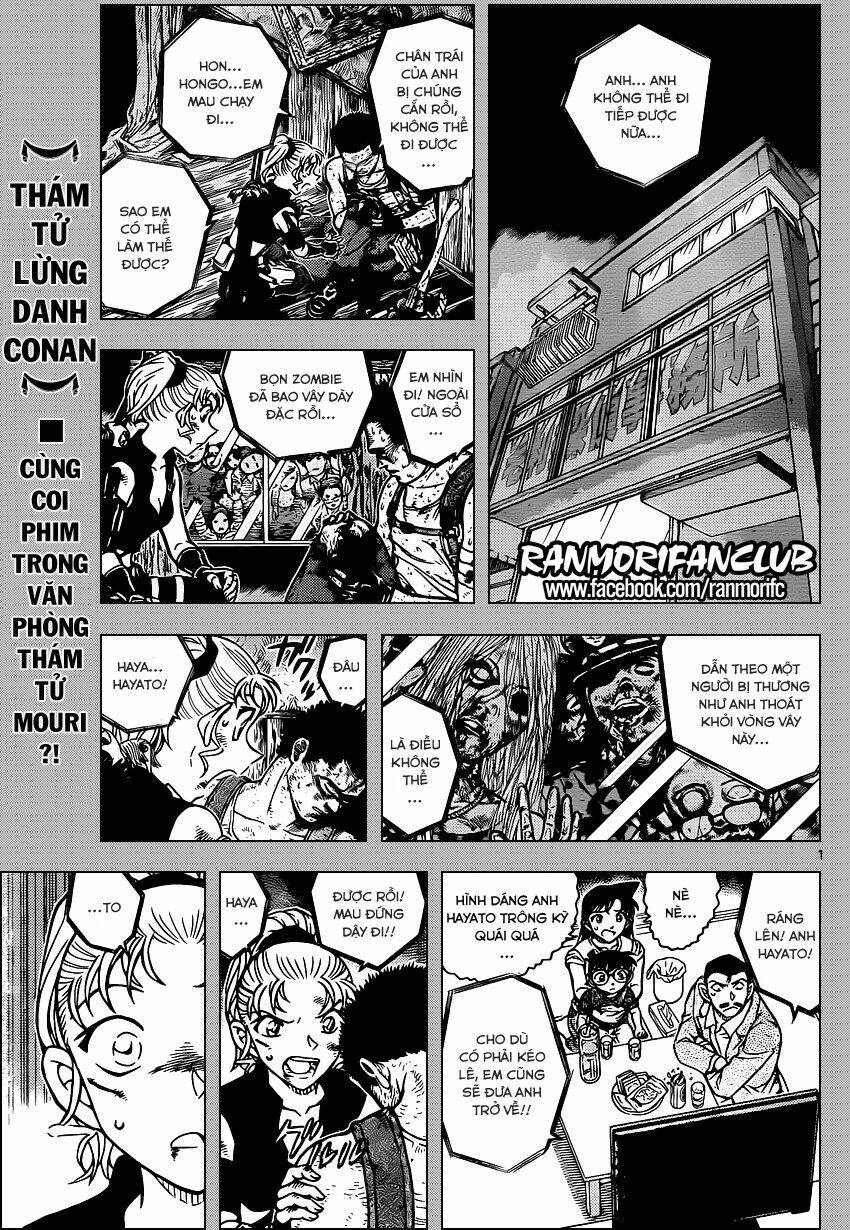 ANH... ANH
KHÔNG THỂ ĐI
TIẾP ĐƯỢC
NỮA...
CHÂN TRÁI
CỦA ANH
BỊ CHÚNG
CẮN RỒI,
KHÔNG THỂ
ĐI ĐƯỢC
...
HON...
HONGO...EM
MAU CHẠY
ĐI...
SAO EM
CÓ THỂ
LÀM THẾ
ĐƯỢC?
THÁM
TỬ
LỪNG
DANH
CONAN
CÙNG
COI
PHIM
TRONG
VĂN
PHÒNG
THÁM
TỬ
MOURI
?!
RANMORIFANCLUB
www.facebook.com/ranmorifc
EM NHÌN
ĐI! NGOÀI
CỬA SỔ
BỌN ZOMBIE
ĐÃ BAO VÂY DÀY
ĐẶC RỒI...
DẪN THEO MỘT
NGƯỜI BỊ THƯƠNG
NHƯ ANH THOÁT
KHỎI VÒNG VÂY
NÀY...
LÀ ĐIỀU
KHÔNG
THỂ
...
ĐÂU ...
HAYA...
HAYATO!
1
RÁNG
LÊN! ANH
HAYATO!
NÈ
NÈ...
HÌNH DÁNG ANH
HAYATO TRÔNG KỲ
QUÁI QUÁ
...
CHO DÙ
CÓ PHẢI KÉO
LÊ, EM CŨNG
SẼ ĐƯA ANH
TRỞ VỀ!!
ĐƯỢC RỒI!
MAU ĐỨNG
DẬY ĐI!!
HAYA
...
...TO